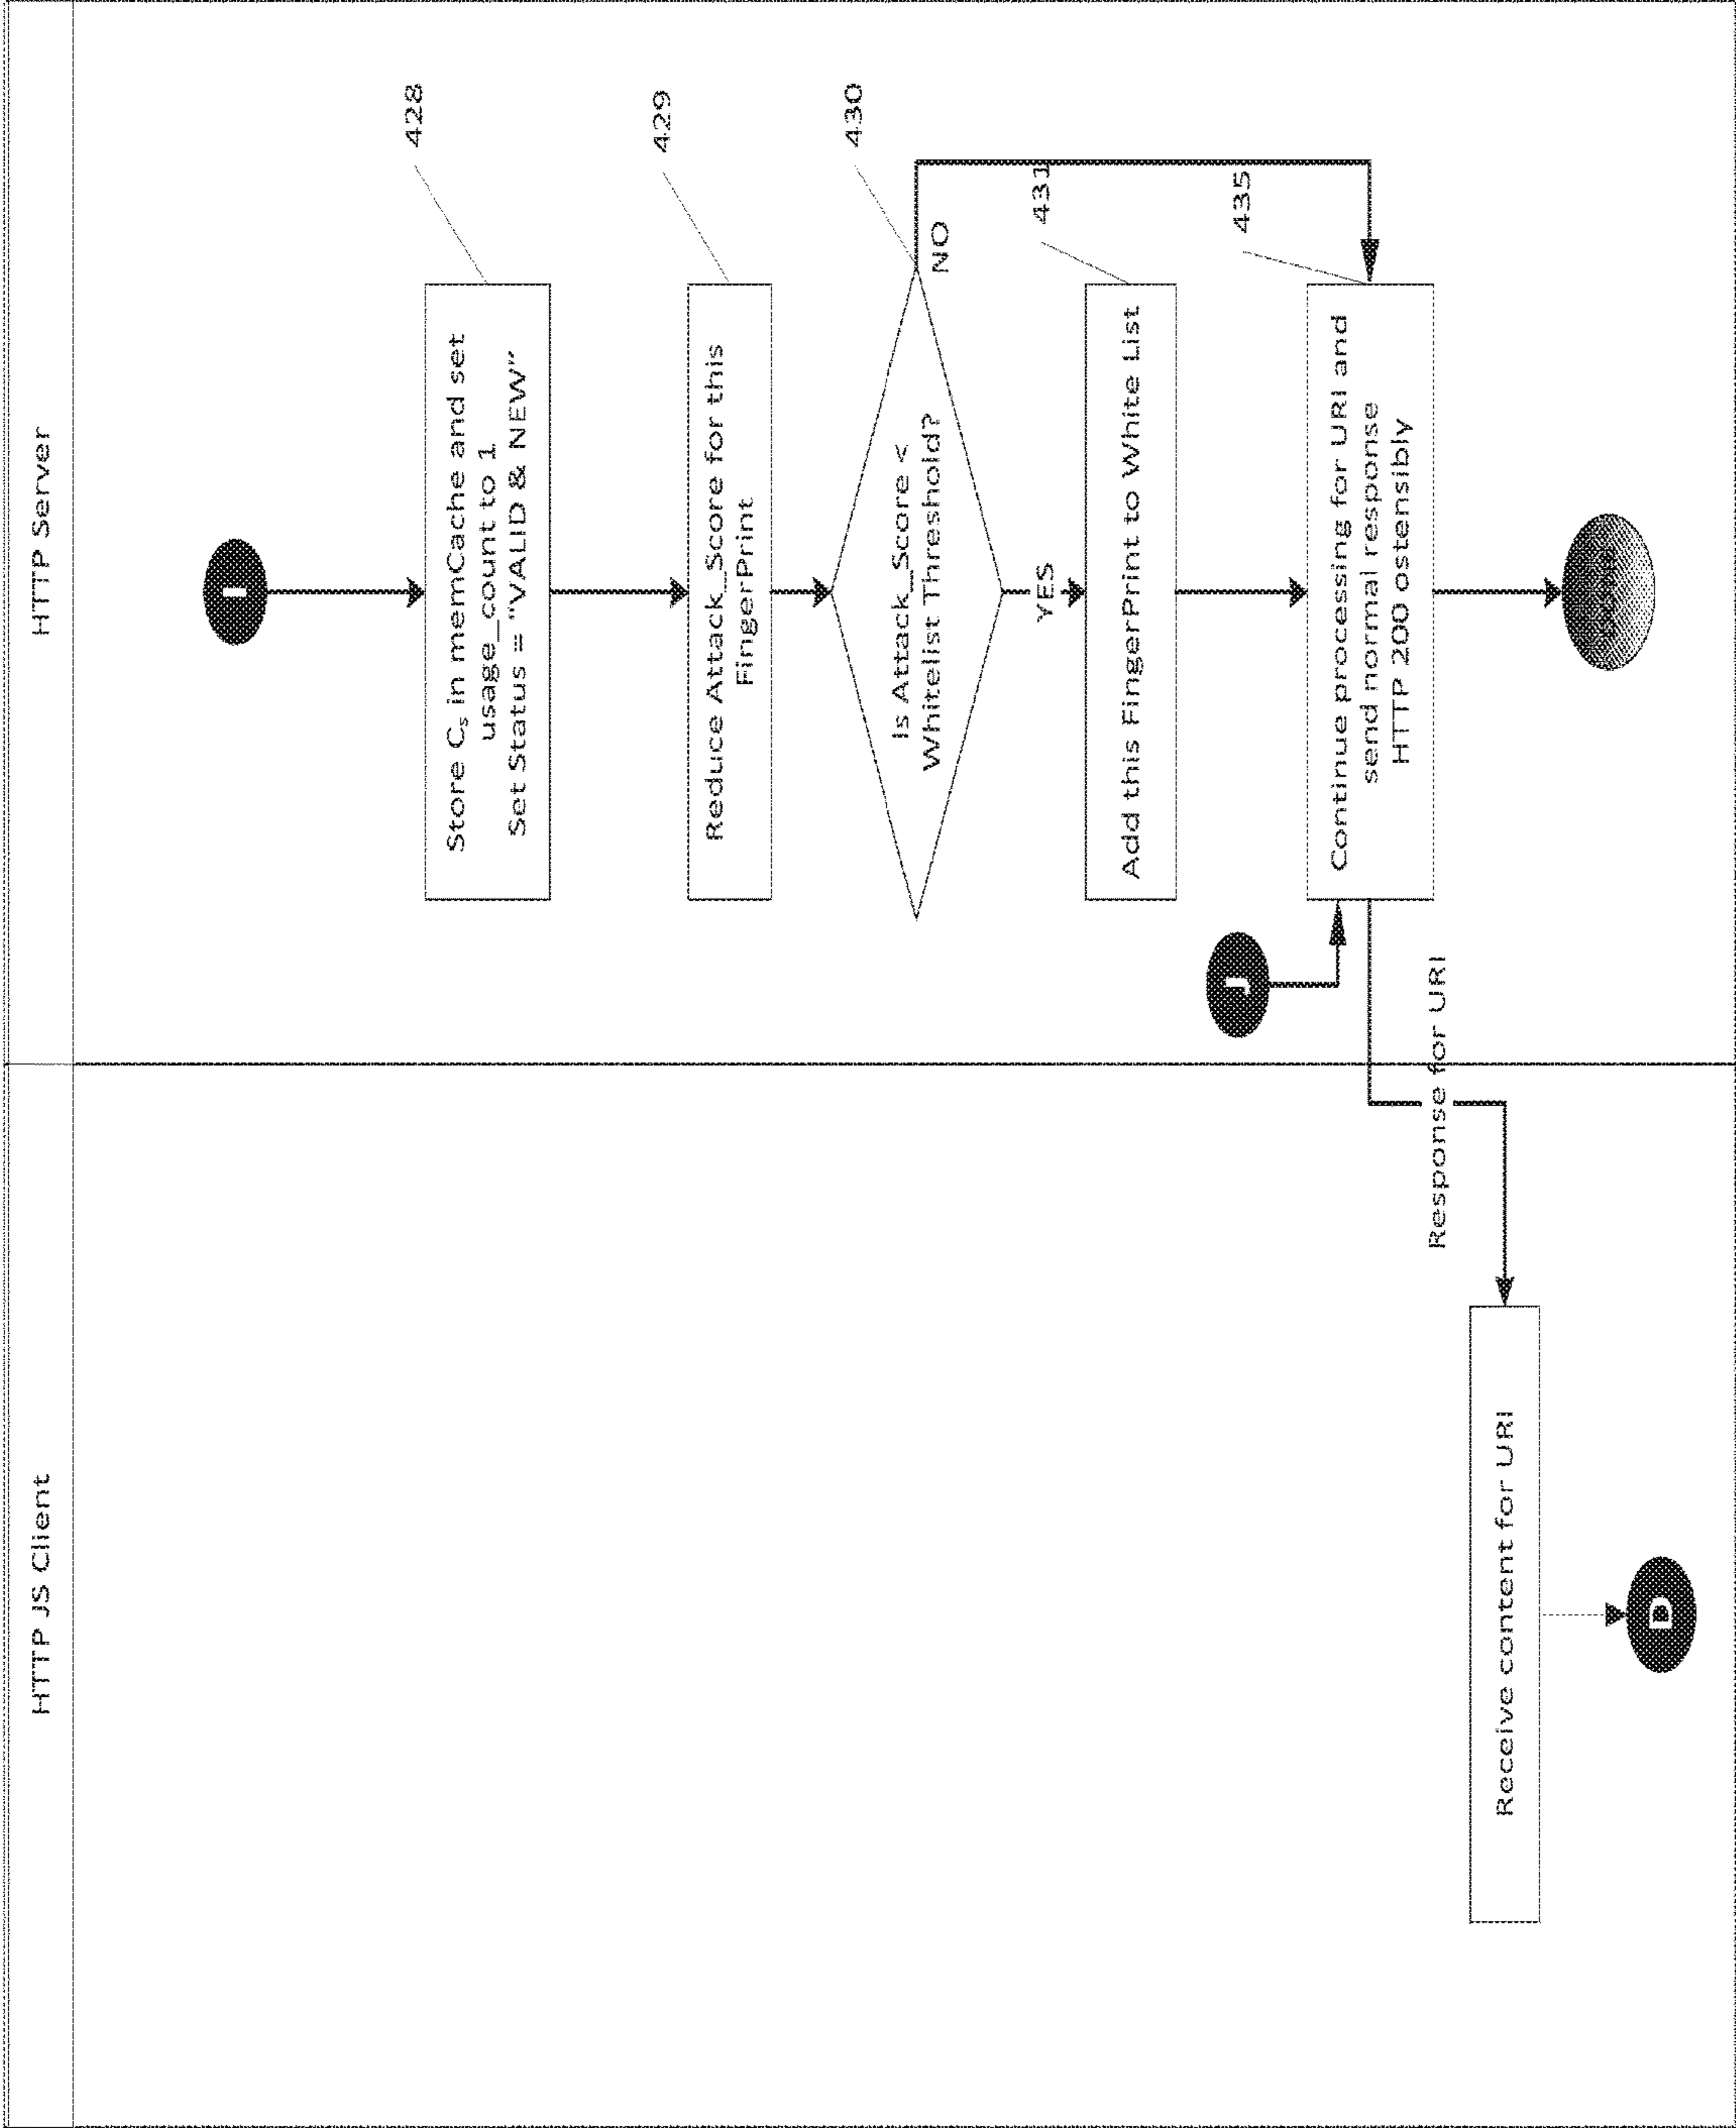 HTTP JS Client
HTTP Server
I
428
Store Cs in memCache and set
usage_count to 1
Set Status = "VALID & NEW"
429
Reduce Attack_Score for this
FingerPrint
430
Is Attack_Score <
Whitelist Threshold?
NO
YES
431
Add this FingerPrint to White List
J
435
Continue processing for URI and
send normal response
HTTP 200 ostensibly
Response for URI
Receive content for URI
D